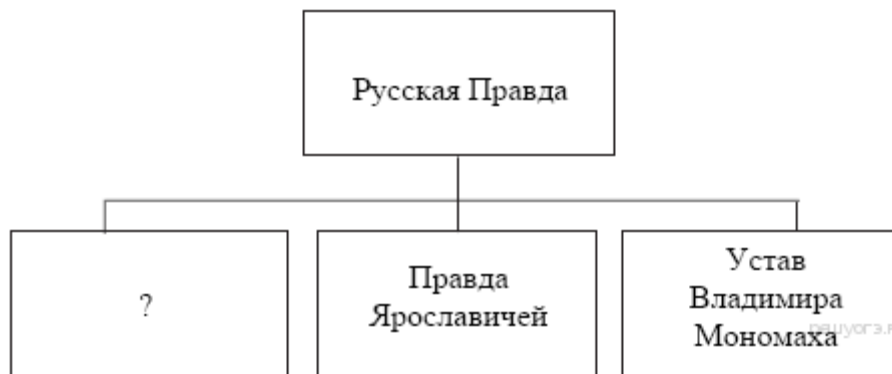 Русская Правда
?
Правда
Ярославичей
Устав
Владимира
Мономаха